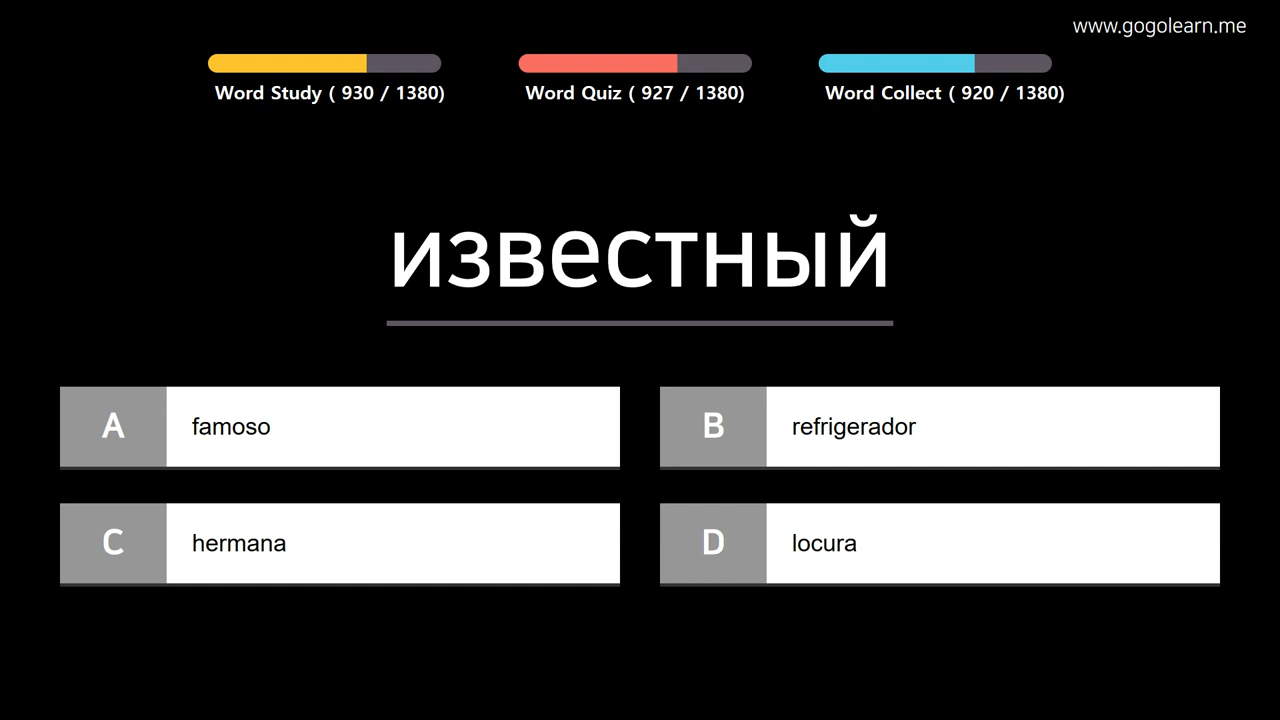 www.gogolearn.me
Word Study ( 930 / 1380)
Word Quiz ( 927 / 1380)
Word Collect ( 920 / 1380)
известный
A famoso
B refrigerador
C hermana
D locura